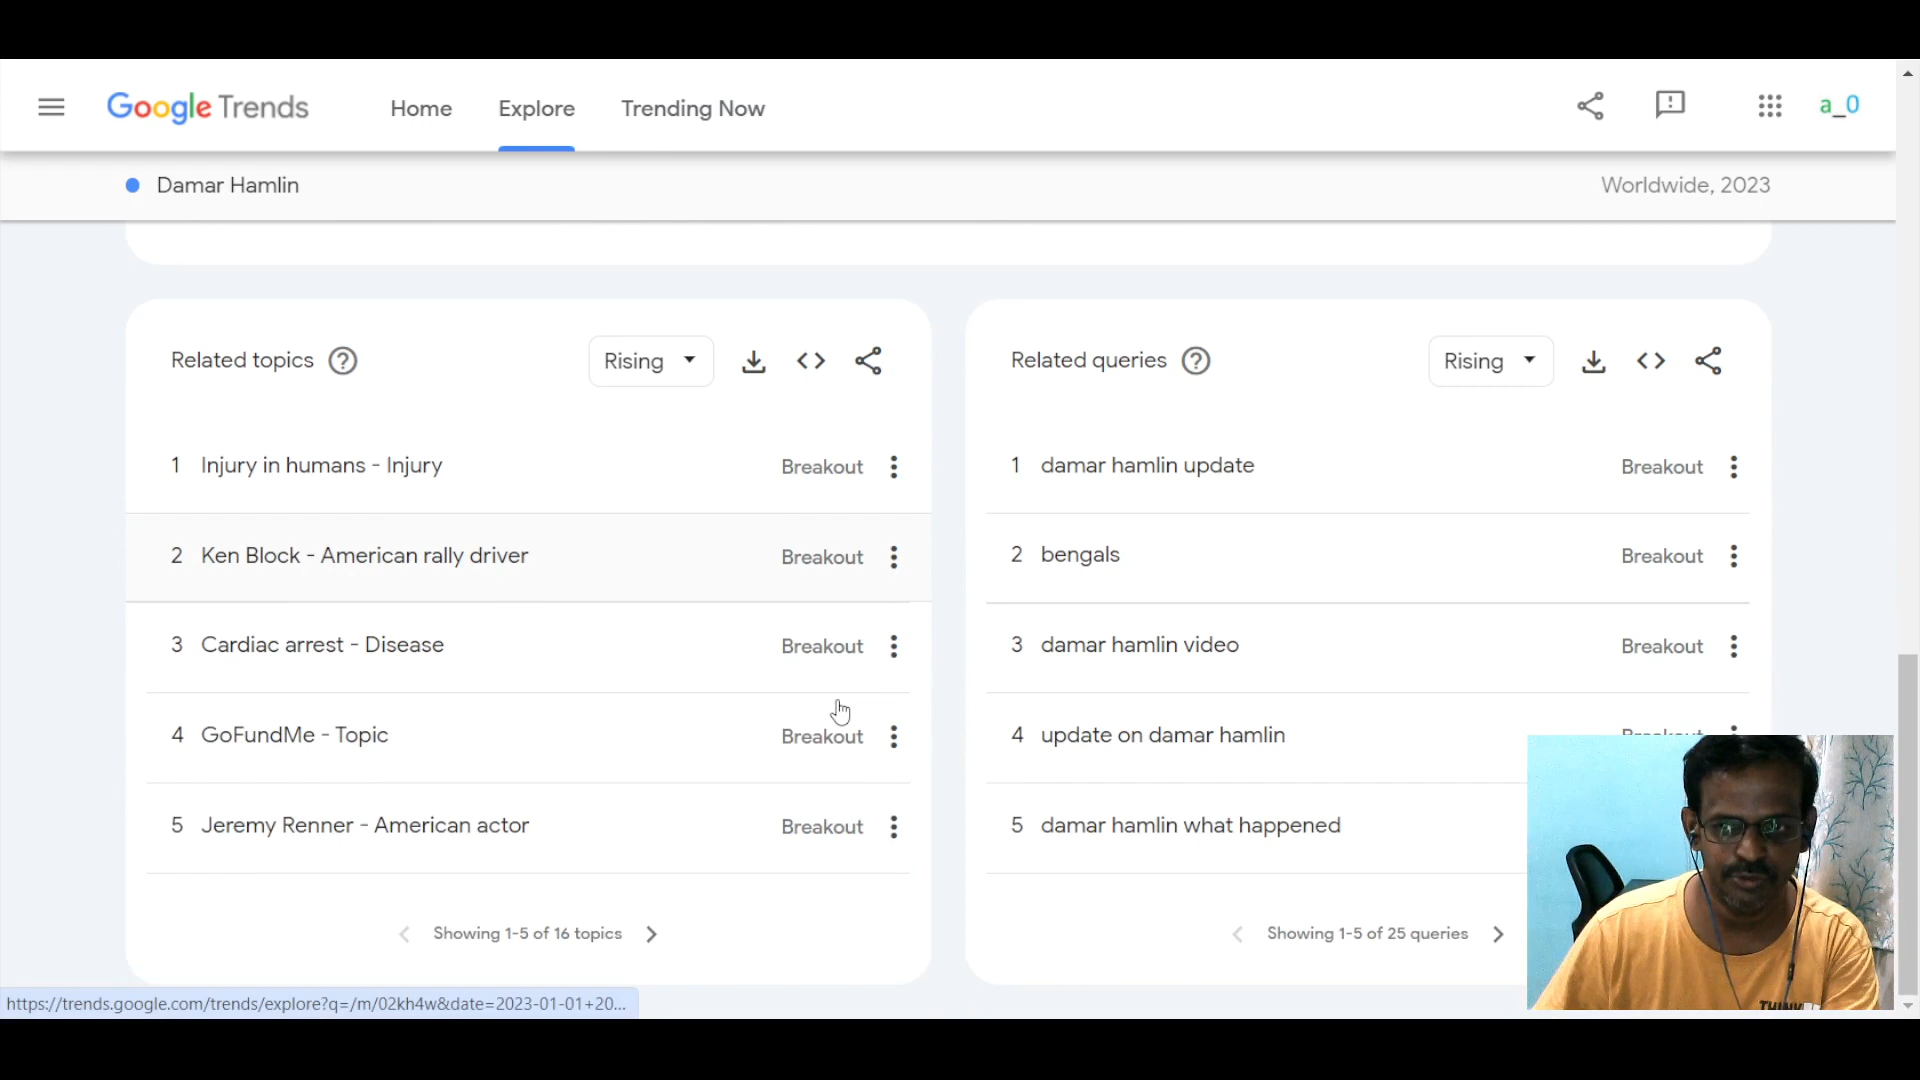 Google Trends Home Explore Trending Now a_0
Damar Hamlin Worldwide, 2023
Related topics Rising
1 Injury in humans - Injury Breakout
2 Ken Block - American rally driver Breakout
3 Cardiac arrest - Disease Breakout
4 GoFundMe - Topic Breakout
5 Jeremy Renner - American actor Breakout
Showing 1-5 of 16 topics
Related queries Rising
1 damar hamlin update Breakout
2 bengals Breakout
3 damar hamlin video Breakout
4 update on damar hamlin Breakout
5 damar hamlin what happened
Showing 1-5 of 25 queries
https://trends.google.com/trends/explore?q=/m/02kh4w&date=2023-01-01+20...